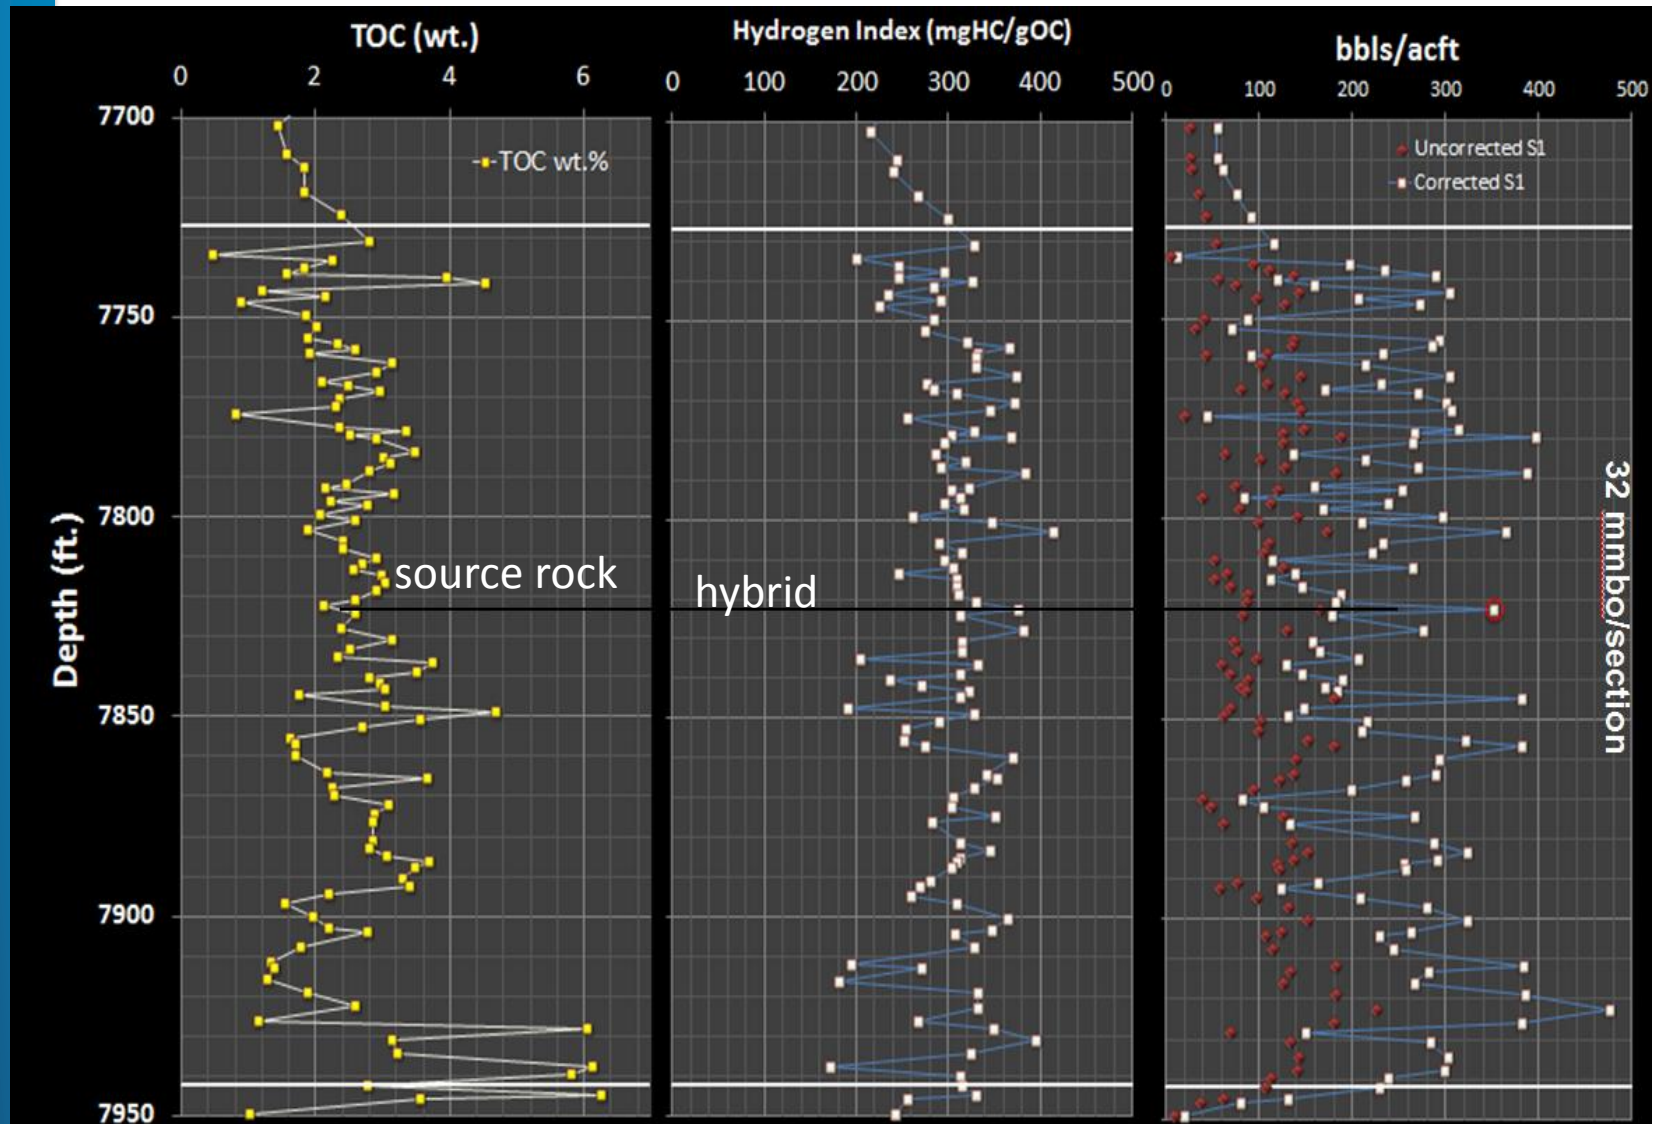 TOC (wt.)
0 2 4 6
Hydrogen Index (mgHC/gOC)
0 100 200 300 400 500
bbls/acft
0 100 200 300 400 500
Depth (ft.)
7700
7750
7800
7850
7900
7950
TOC wt.%
Uncorrected S1
Corrected S1
source rock
hybrid
32 mmbo/section